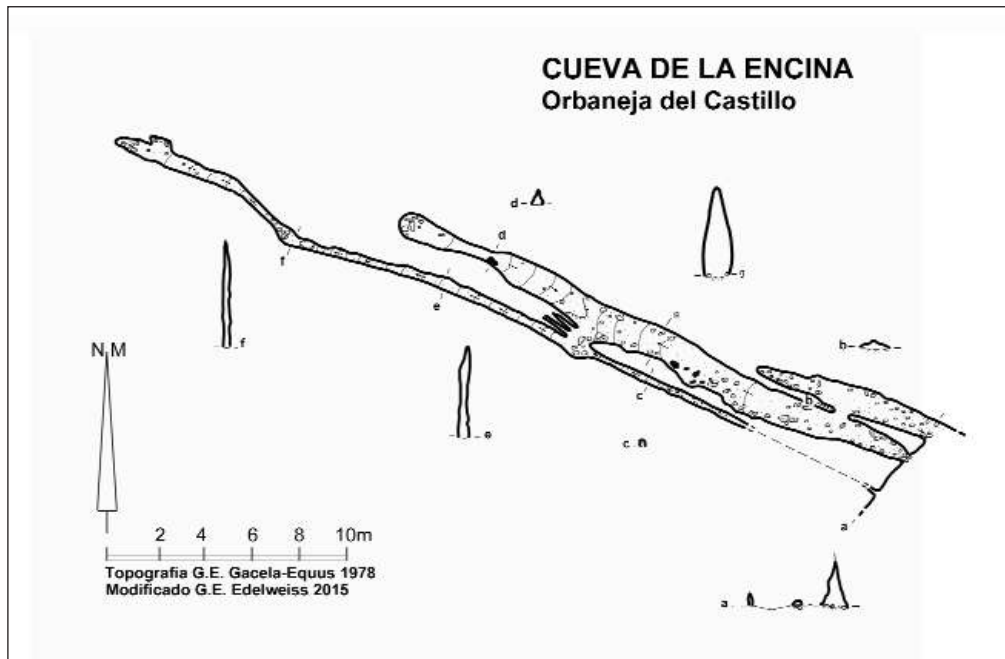 CUEVA DE LA ENCINA
Orbaneja del Castillo
d
d
g
f
e
s
b
f
N M
b
c
e
c
a
2 4 6 8 10m
Topografia G.E. Gacela-Equus 1978
Modificado G.E. Edelweiss 2015
a